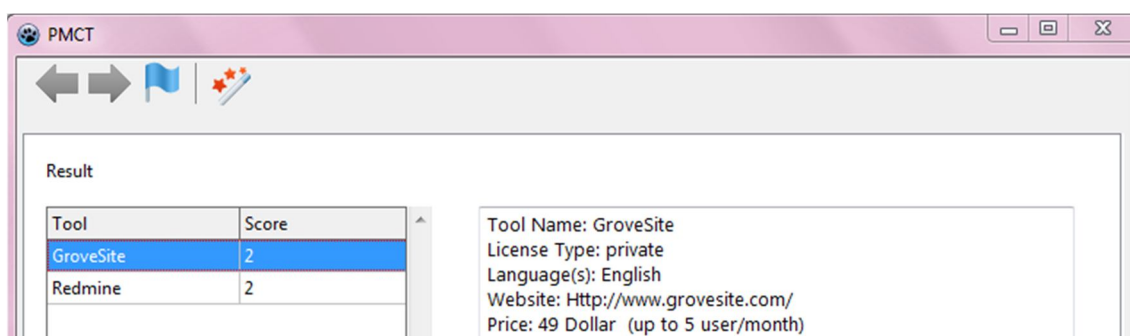 PMCT
Result
Tool Score
GroveSite 2
Redmine 2
Tool Name: GroveSite
License Type: private
Language(s): English
Website: Http://www.grovesite.com/
Price: 49 Dollar (up to 5 user/month)